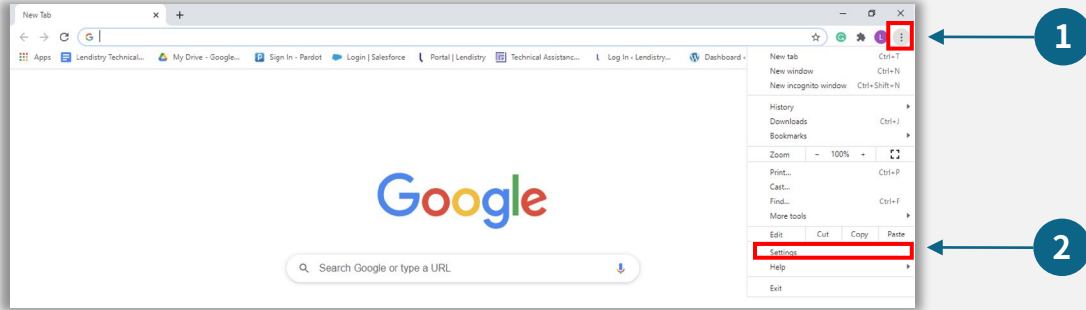 New Tab
G
L
1
Apps Lendistry Technical... My Drive - Google... Sign In - Pardot Login | Salesforce Portal | Lendistry Technical Assistanc... Log In ‹ Lendistry... Dashboard ‹
New tab Ctrl+T
New window Ctrl+N
New incognito window Ctrl+Shift+N
History
Downloads Ctrl+J
Bookmarks
Zoom - 100% +
Print... Ctrl+P
Cast...
Find... Ctrl+F
More tools
Edit Cut Copy Paste
Settings
2
Help
Exit
Google
Search Google or type a URL